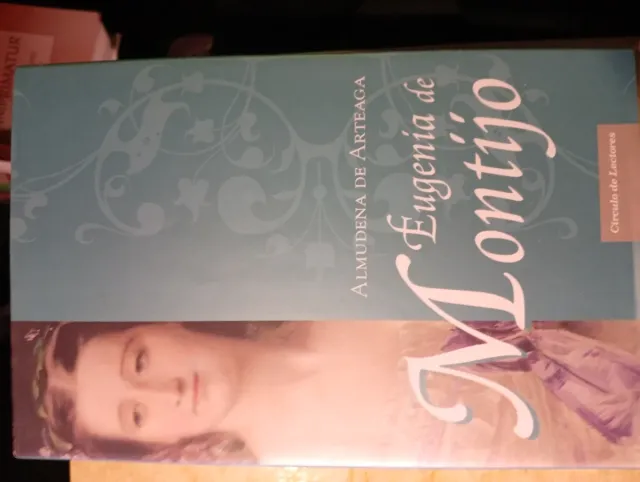 ALMUDENA DE ARTEAGA
Eugenia de
Montijo
Círculo de Lectores